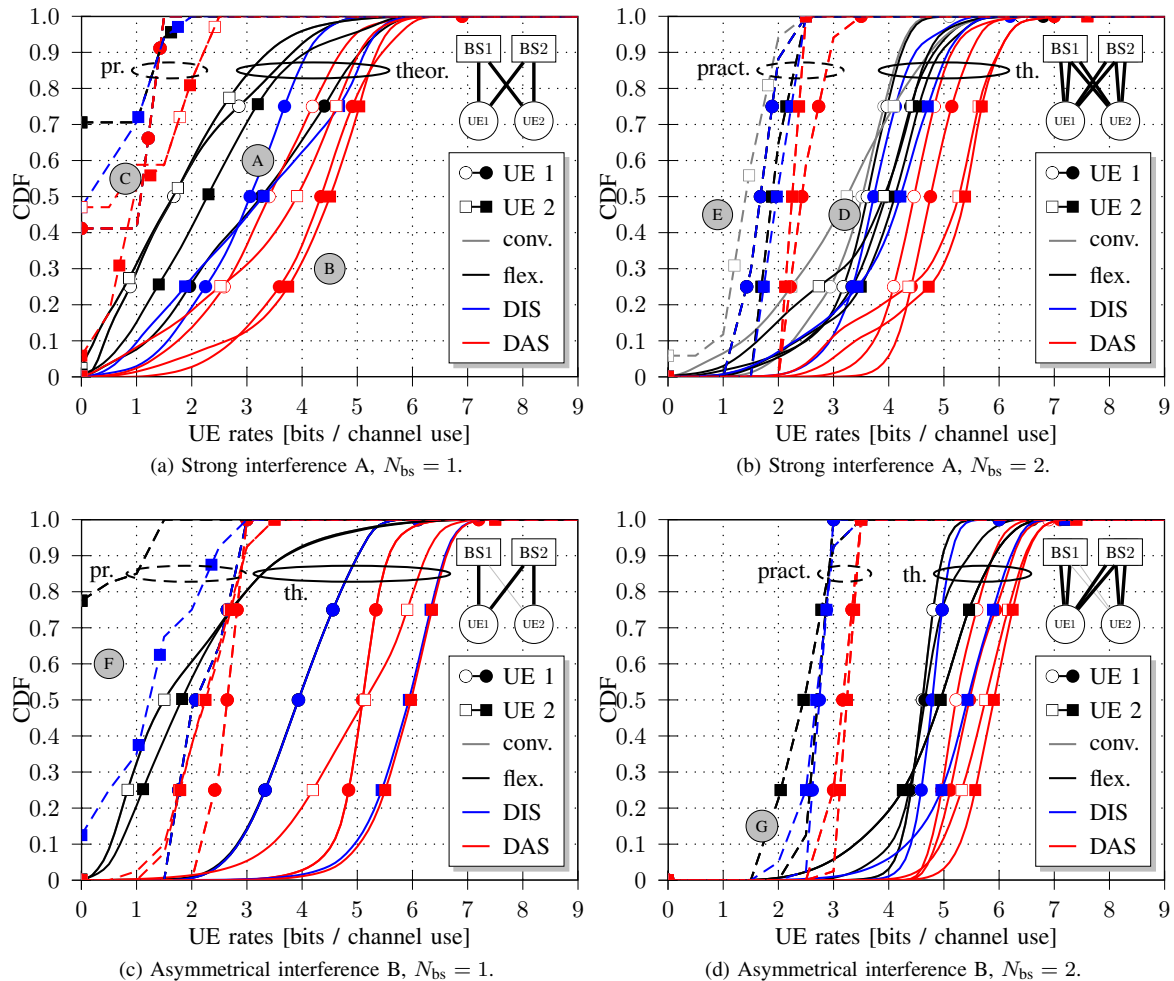 1.0
0.9
0.8
0.7
0.6
0.5
0.4
0.3
0.2
0.1
0
CDF
0 1 2 3 4 5 6 7 8 9
UE rates [bits / channel use]
pr.
theor.
A
B
C
BS1 BS2
UE1 UE2
UE 1
UE 2
conv.
flex.
DIS
DAS
(a) Strong interference A, N_bs = 1.
1.0
0.9
0.8
0.7
0.6
0.5
0.4
0.3
0.2
0.1
0
CDF
0 1 2 3 4 5 6 7 8 9
UE rates [bits / channel use]
pract.
th.
E
D
BS1 BS2
UE1 UE2
UE 1
UE 2
conv.
flex.
DIS
DAS
(b) Strong interference A, N_bs = 2.
1.0
0.9
0.8
0.7
0.6
0.5
0.4
0.3
0.2
0.1
0
CDF
0 1 2 3 4 5 6 7 8 9
UE rates [bits / channel use]
pr.
th.
F
BS1 BS2
UE1 UE2
UE 1
UE 2
conv.
flex.
DIS
DAS
(c) Asymmetrical interference B, N_bs = 1.
1.0
0.9
0.8
0.7
0.6
0.5
0.4
0.3
0.2
0.1
0
CDF
0 1 2 3 4 5 6 7 8 9
UE rates [bits / channel use]
pract.
th.
G
BS1 BS2
UE1 UE2
UE 1
UE 2
conv.
flex.
DIS
DAS
(d) Asymmetrical interference B, N_bs = 2.